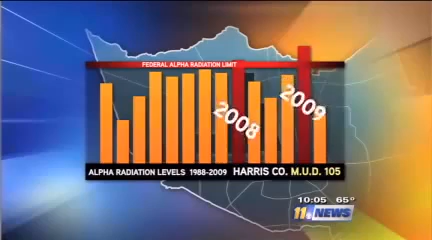 FEDERAL ALPHA RADIATION LIMIT
2008
2009
ALPHA RADIATION LEVELS 1988-2009 HARRIS CO. M.U.D. 105
10:05 65°
11 NEWS